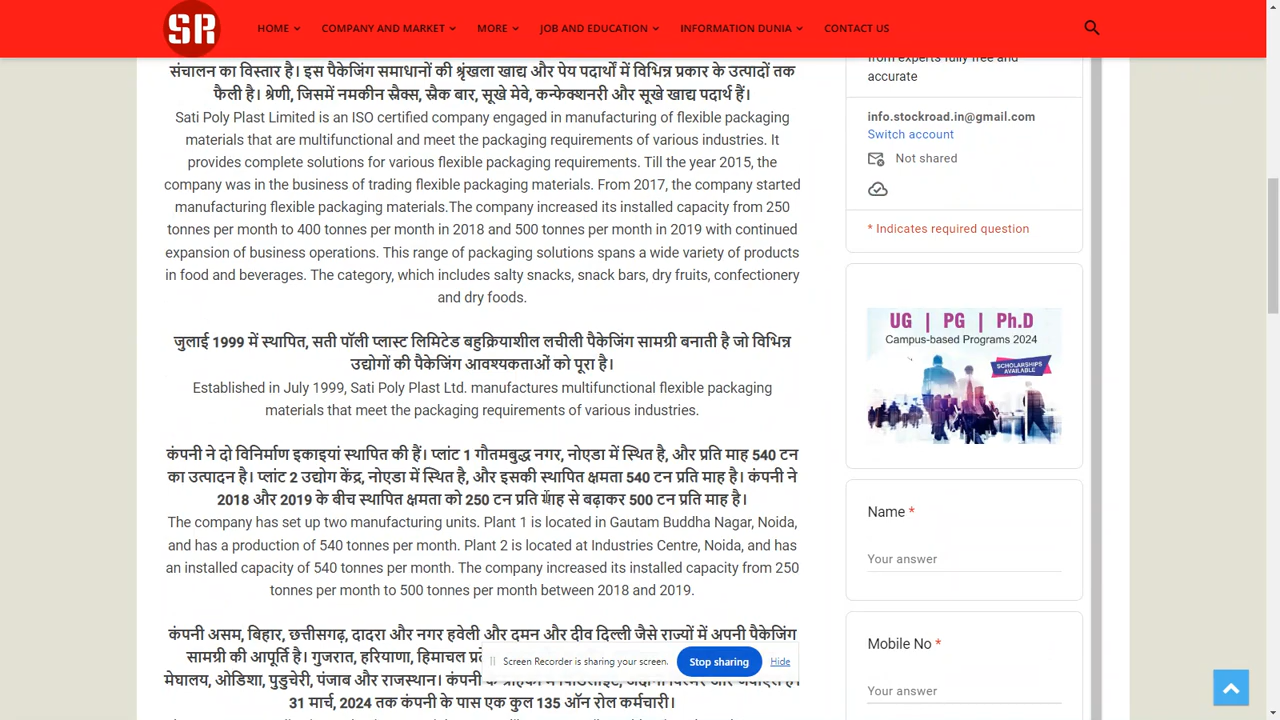 SR
HOME
COMPANY AND MARKET
MORE
JOB AND EDUCATION
INFORMATION DUNIA
CONTACT US
संचालन का विस्तार है। इस पैकेजिंग समाधानों की श्रृंखला खाद्य और पेय पदार्थों में विभिन्न प्रकार के उत्पादों तक
फैली है। श्रेणी, जिसमें नमकीन स्नैक्स, स्नैक बार, सूखे मेवे, कन्फेक्शनरी और सूखे खाद्य पदार्थ हैं।
Sati Poly Plast Limited is an ISO certified company engaged in manufacturing of flexible packaging
materials that are multifunctional and meet the packaging requirements of various industries. It
provides complete solutions for various flexible packaging requirements. Till the year 2015, the
company was in the business of trading flexible packaging materials. From 2017, the company started
manufacturing flexible packaging materials.The company increased its installed capacity from 250
tonnes per month to 400 tonnes per month in 2018 and 500 tonnes per month in 2019 with continued
expansion of business operations. This range of packaging solutions spans a wide variety of products
in food and beverages. The category, which includes salty snacks, snack bars, dry fruits, confectionery
and dry foods.
जुलाई 1999 में स्थापित, सती पॉली प्लास्ट लिमिटेड बहुक्रियाशील लचीली पैकेजिंग सामग्री बनाती है जो विभिन्न
उद्योगों की पैकेजिंग आवश्यकताओं को पूरा है।
Established in July 1999, Sati Poly Plast Ltd. manufactures multifunctional flexible packaging
materials that meet the packaging requirements of various industries.
कंपनी ने दो विनिर्माण इकाइयां स्थापित की हैं। प्लांट 1 गौतमबुद्ध नगर, नोएडा में स्थित है, और प्रति माह 540 टन
का उत्पादन है। प्लांट 2 उद्योग केंद्र, नोएडा में स्थित है, और इसकी स्थापित क्षमता 540 टन प्रति माह है। कंपनी ने
2018 और 2019 के बीच स्थापित क्षमता को 250 टन प्रति माह से बढ़ाकर 500 टन प्रति माह है।
The company has set up two manufacturing units. Plant 1 is located in Gautam Buddha Nagar, Noida,
and has a production of 540 tonnes per month. Plant 2 is located at Industries Centre, Noida, and has
an installed capacity of 540 tonnes per month. The company increased its installed capacity from 250
tonnes per month to 500 tonnes per month between 2018 and 2019.
कंपनी असम, बिहार, छत्तीसगढ़, दादरा और नगर हवेली और दमन और दीव दिल्ली जैसे राज्यों में अपनी पैकेजिंग
सामग्री की आपूर्ति है। गुजरात, हरियाणा, हिमाचल
मेघालय, ओडिशा, पुडुचेरी, पंजाब और राजस्थान। कंपनी
31 मार्च, 2024 तक कंपनी के पास एक कुल 135 ऑन रोल कर्मचारी।
Screen Recorder is sharing your screen.
Stop sharing
Hide
from experts fully free and
accurate
info.stockroad.in@gmail.com
Switch account
Not shared
* Indicates required question
UG | PG | Ph.D
Campus-based Programs 2024
SCHOLARSHIPS
AVAILABLE
Name *
Your answer
Mobile No *
Your answer